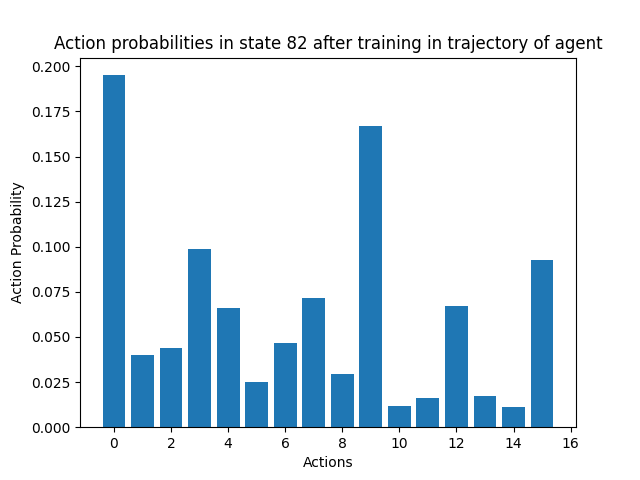 Action probabilities in state 82 after training in trajectory of agent
0.200
0.175
0.150
0.125
0.100
0.075
0.050
0.025
0.000
Action Probability
0 2 4 6 8 10 12 14 16
Actions